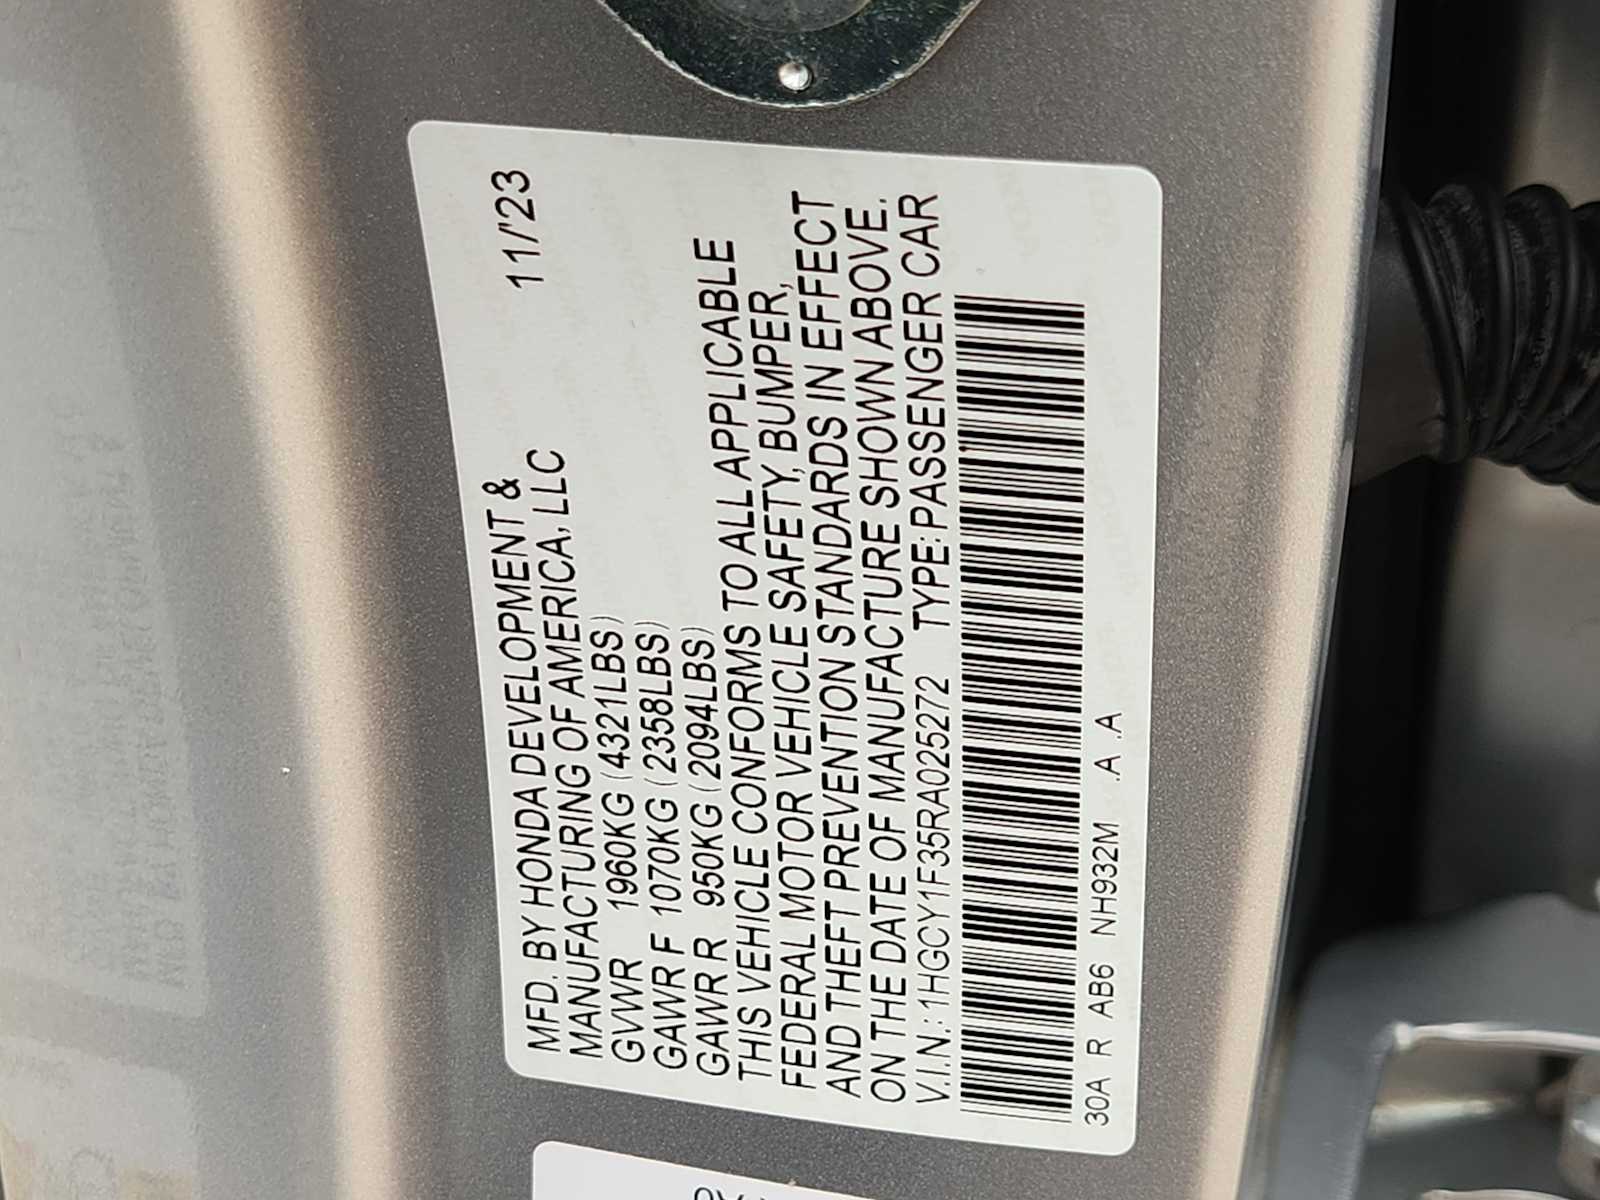 MFD. BY HONDA DEVELOPMENT & 11/'23
MANUFACTURING OF AMERICA, LLC
GVWR 1960KG (4321LBS)
GAWR F 1070KG (2358LBS)
GAWR R 950KG (2094LBS)
THIS VEHICLE CONFORMS TO ALL APPLICABLE
FEDERAL MOTOR VEHICLE SAFETY, BUMPER,
AND THEFT PREVENTION STANDARDS IN EFFECT
ON THE DATE OF MANUFACTURE SHOWN ABOVE.
V.I.N.: 1HGCY1F35RA025272 TYPE: PASSENGER CAR
30A R AB6 NH932M .A .A